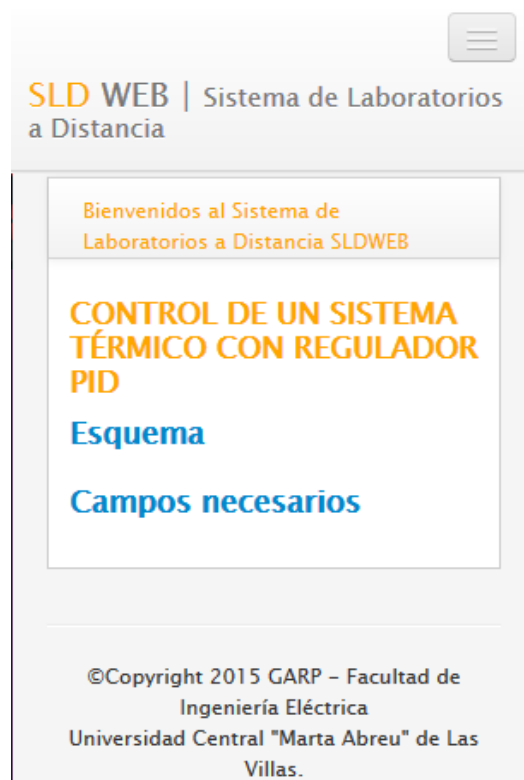 SLD WEB | Sistema de Laboratorios
a Distancia
Bienvenidos al Sistema de
Laboratorios a Distancia SLDWEB
CONTROL DE UN SISTEMA
TÉRMICO CON REGULADOR
PID
Esquema
Campos necesarios
©Copyright 2015 GARP – Facultad de
Ingeniería Eléctrica
Universidad Central "Marta Abreu" de Las
Villas.